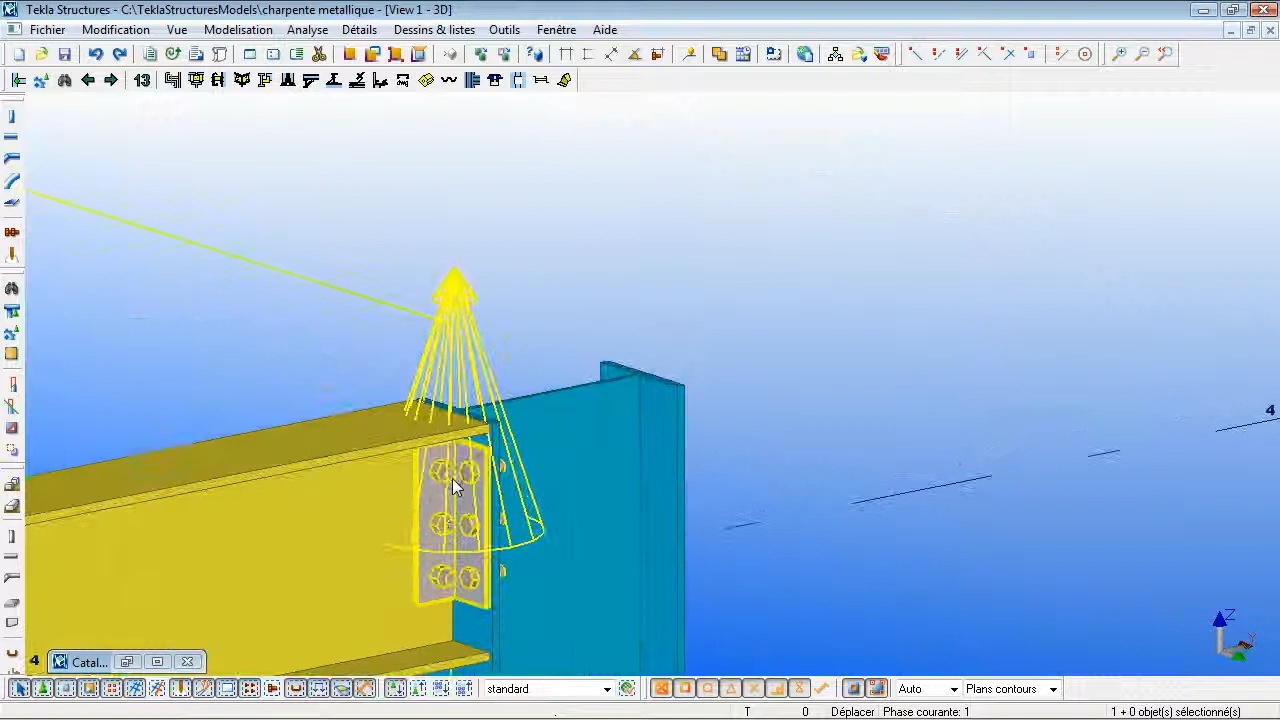 Tekla Structures - C:\TeklaStructuresModels\charpente metallique - [View 1 - 3D]
Fichier Modification Vue Modelisation Analyse Détails Dessins & listes Outils Fenêtre Aide
13
4
Z
Y
4 Catal...
standard Auto Plans contours
. T 0 Déplacer Phase courante: 1 1 + 0 objet(s) sélectionné(s)